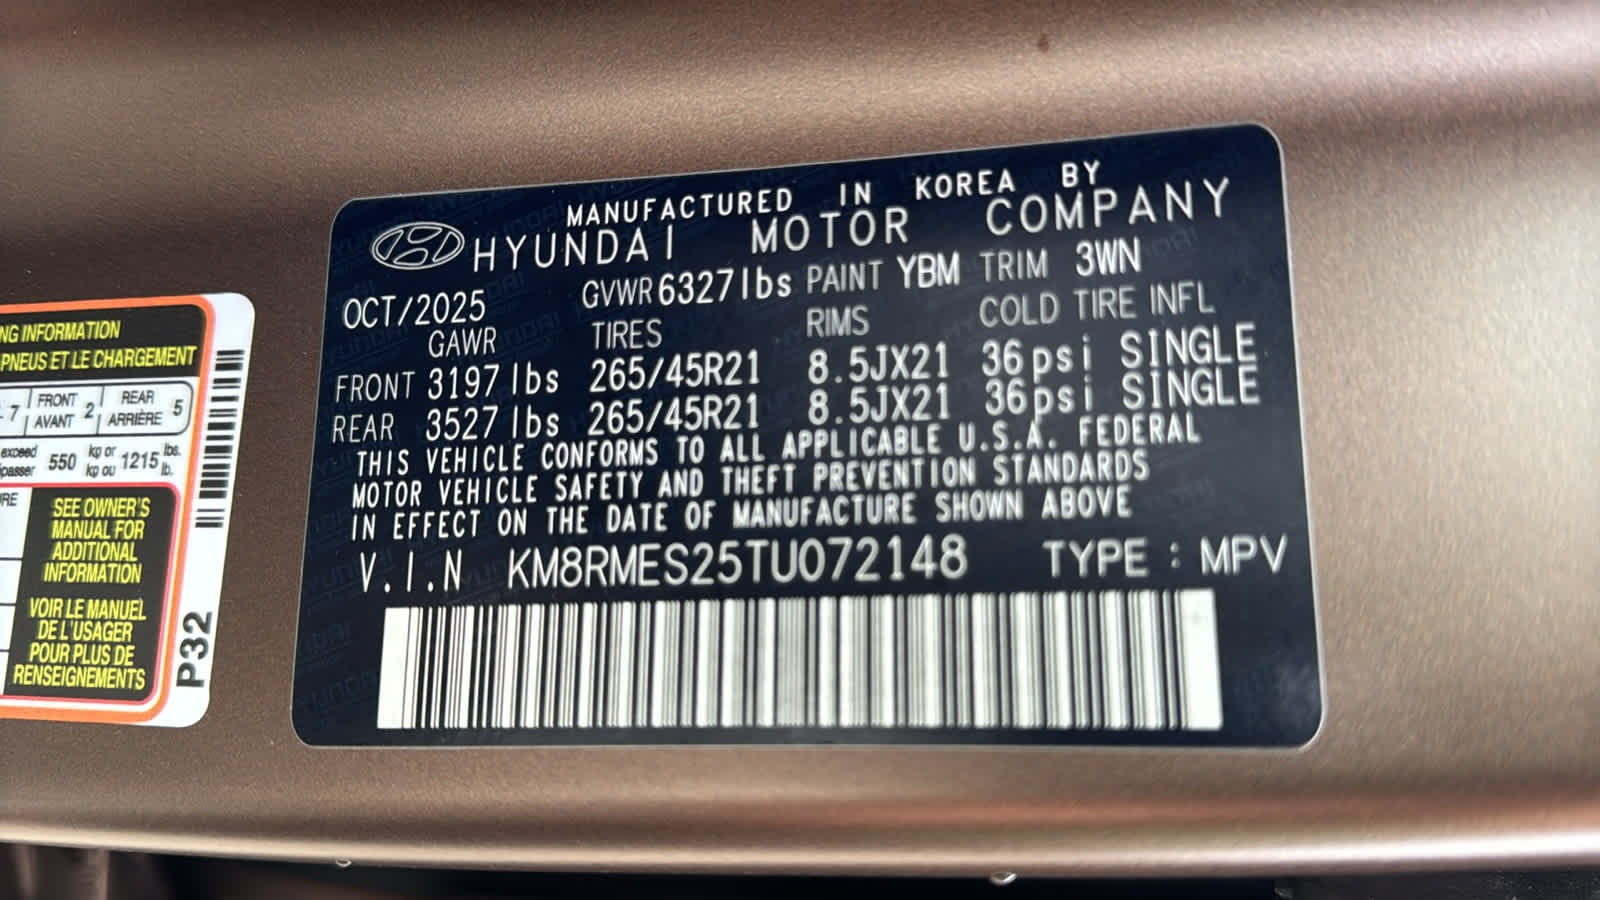 MANUFACTURED IN KOREA BY
HYUNDAI MOTOR COMPANY
OCT/2025 GVWR 6327 lbs PAINT YBM TRIM 3WN
GAWR TIRES RIMS COLD TIRE INFL
FRONT 3197 lbs 265/45R21 8.5JX21 36psi SINGLE
REAR 3527 lbs 265/45R21 8.5JX21 36psi SINGLE
THIS VEHICLE CONFORMS TO ALL APPLICABLE U.S.A. FEDERAL
MOTOR VEHICLE SAFETY AND THEFT PREVENTION STANDARDS
IN EFFECT ON THE DATE OF MANUFACTURE SHOWN ABOVE
V.I.N KM8RMES25TU072148 TYPE : MPV
INFORMATION
PNEUS ET LE CHARGEMENT
7 FRONT AVANT 2 REAR ARRIÈRE 5
exceed 550 kp or kg ou 1215 lbs. lb.
SEE OWNER'S
MANUAL FOR
ADDITIONAL
INFORMATION
VOIR LE MANUEL
DE L'USAGER
POUR PLUS DE
RENSEIGNEMENTS
P32